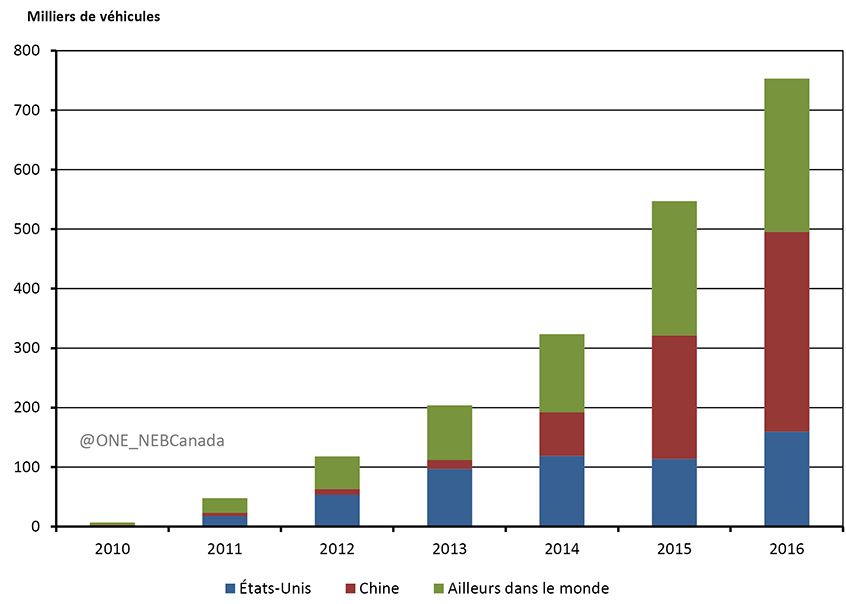 Milliers de véhicules
800
700
600
500
400
300
200
@ONE_NEBCanada
100
0
2010 2011 2012 2013 2014 2015 2016
États-Unis Chine Ailleurs dans le monde